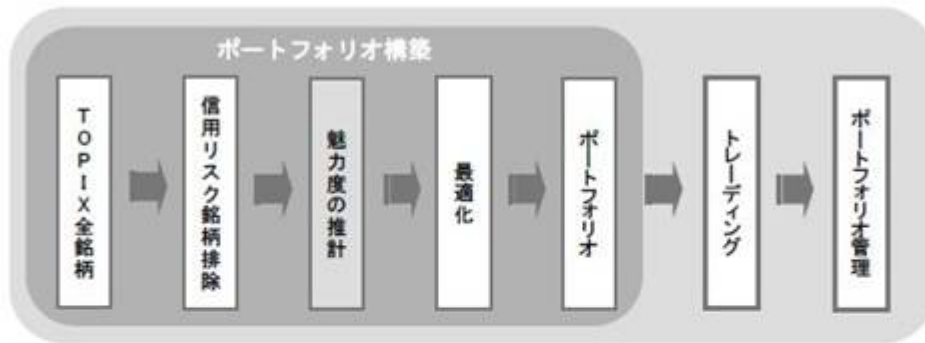 ポートフォリオ構築
TOPIX全銘柄
信用リスク銘柄排除
魅力度の推計
最適化
ポートフォリオ
トレーディング
ポートフォリオ管理